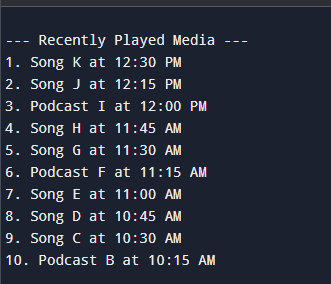 --- Recently Played Media ---
1. Song K at 12:30 PM
2. Song J at 12:15 PM
3. Podcast I at 12:00 PM
4. Song H at 11:45 AM
5. Song G at 11:30 AM
6. Podcast F at 11:15 AM
7. Song E at 11:00 AM
8. Song D at 10:45 AM
9. Song C at 10:30 AM
10. Podcast B at 10:15 AM